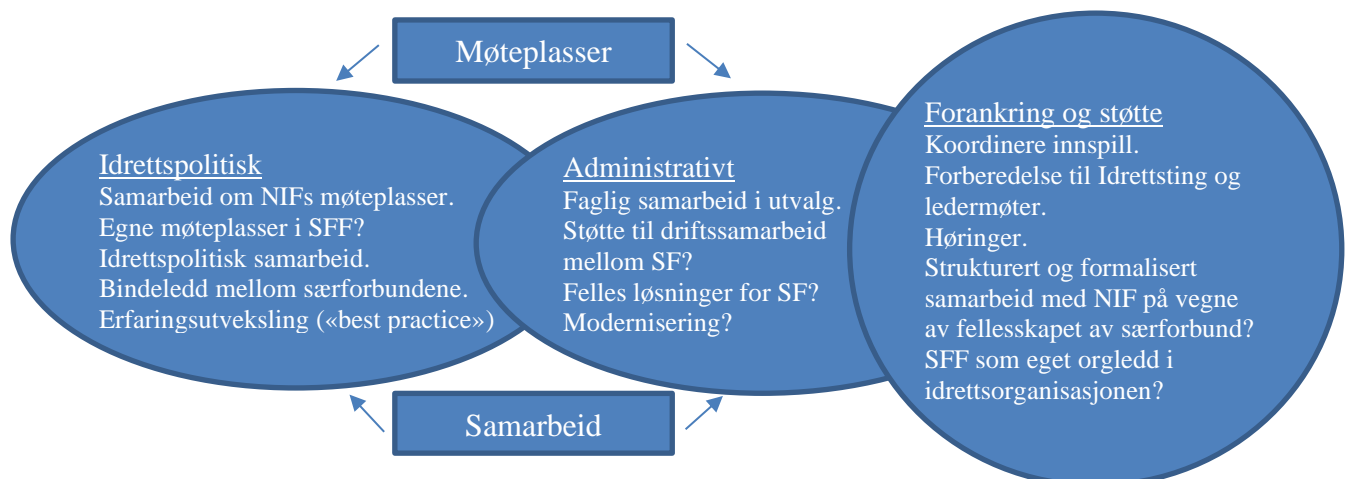 Møteplasser
Idrettspolitisk
Samarbeid om NIFs møteplasser.
Egne møteplasser i SFF?
Idrettspolitisk samarbeid.
Bindeledd mellom særforbundene.
Erfaringsutveksling («best practice»)
Administrativt
Faglig samarbeid i utvalg.
Støtte til driftssamarbeid
mellom SF?
Felles løsninger for SF?
Modernisering?
Forankring og støtte
Koordinere innspill.
Forberedelse til Idrettsting og
ledermøter.
Høringer.
Strukturert og formalisert
samarbeid med NIF på vegne
av fellesskapet av særforbund?
SFF som eget orgledd i
idrettsorganisasjonen?
Samarbeid